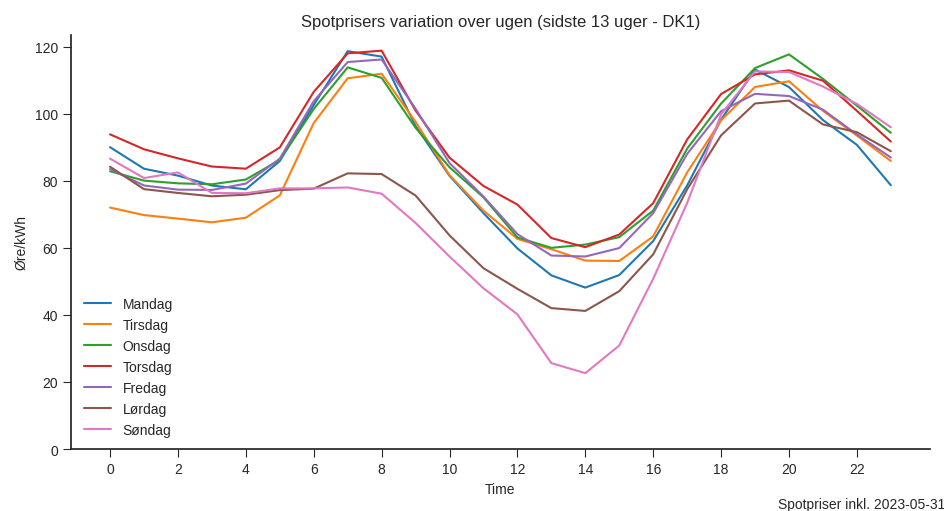 Spotprisers variation over ugen (sidste 13 uger - DK1)
120
100
80
60
40
20
0
Øre/kWh
Mandag
Tirsdag
Onsdag
Torsdag
Fredag
Lørdag
Søndag
0 2 4 6 8 10 12 14 16 18 20 22
Time
Spotpriser inkl. 2023-05-31